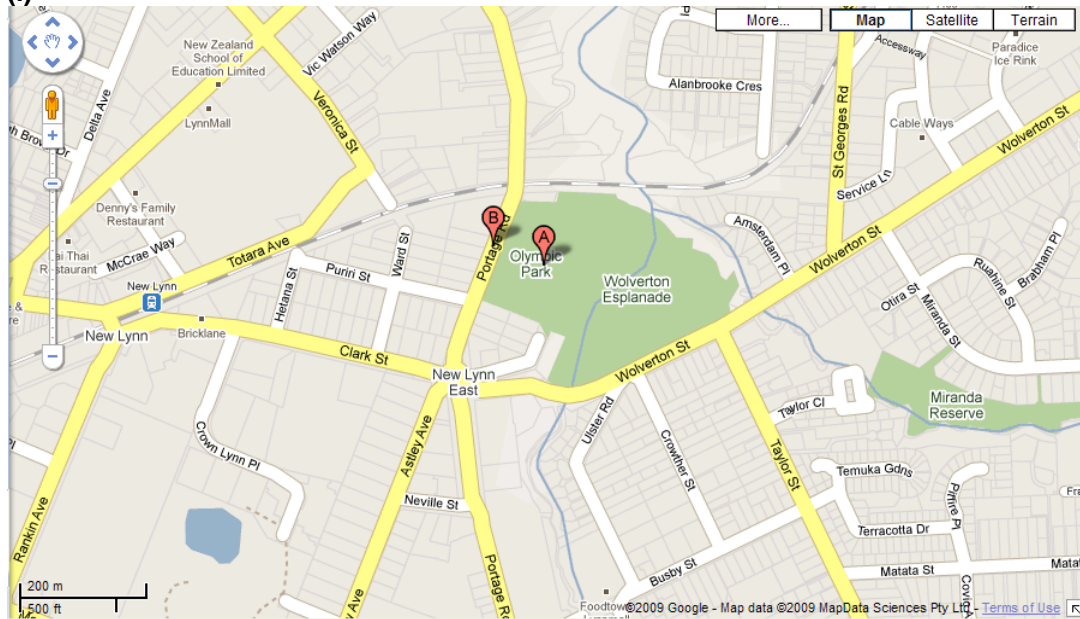 More...
Map
Satellite
Terrain
New Zealand
School of
Education Limited
Vic Watson Way
Accessway
Paradice
Ice Rink
Alanbrooke Cres
Delta Ave
LynnMall
Veronica St
St Georges Rd
Cable Ways
Wolverton St
Service Ln
Denny's Family
Restaurant
Portage Rd
B
A
Olympic
Park
Amsterdam Pl
Wolverton St
Brabham Pl
Ward St
McCrae Way
Totara Ave
Puriri St
Hetana St
Wolverton
Esplanade
Ruahine St
Otira St
Miranda St
New Lynn
New Lynn
Bricklane
Clark St
New Lynn
East
Wolverton St
Miranda
Reserve
Taylor Cl
Ulster Rd
Crowther St
Taylor St
Crown Lynn Pl
Astley Ave
Neville St
Temuka Gdns
Terracotta Dr
Rankin Ave
Portage Rd
Busby St
Matata St
200 m
500 ft
©2009 Google - Map data ©2009 MapData Sciences Pty Ltd - Terms of Use